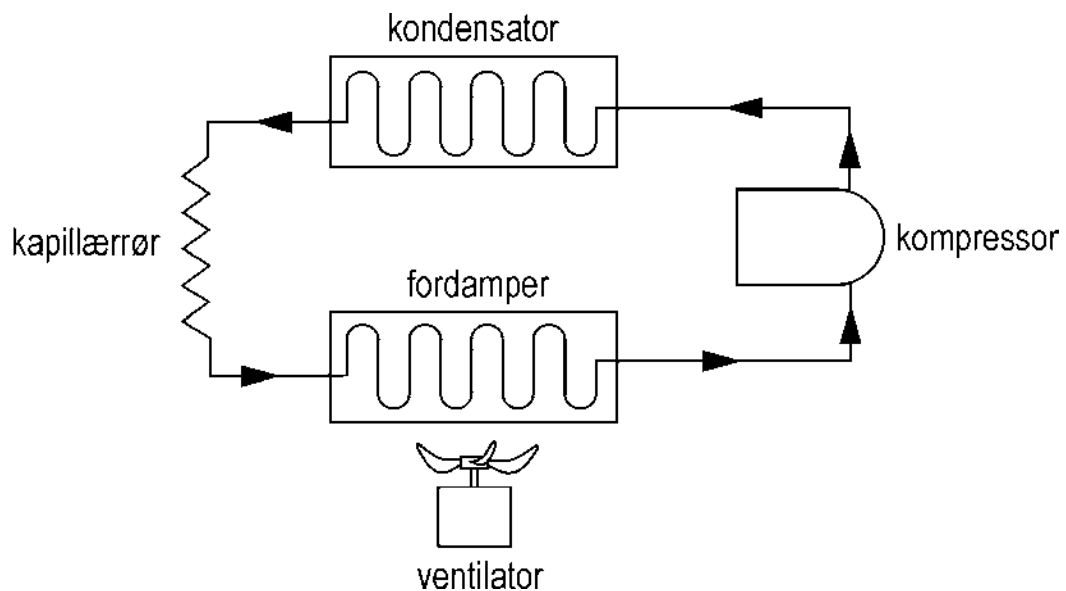 kondensator
kapillærrør
kompressor
fordamper
ventilator